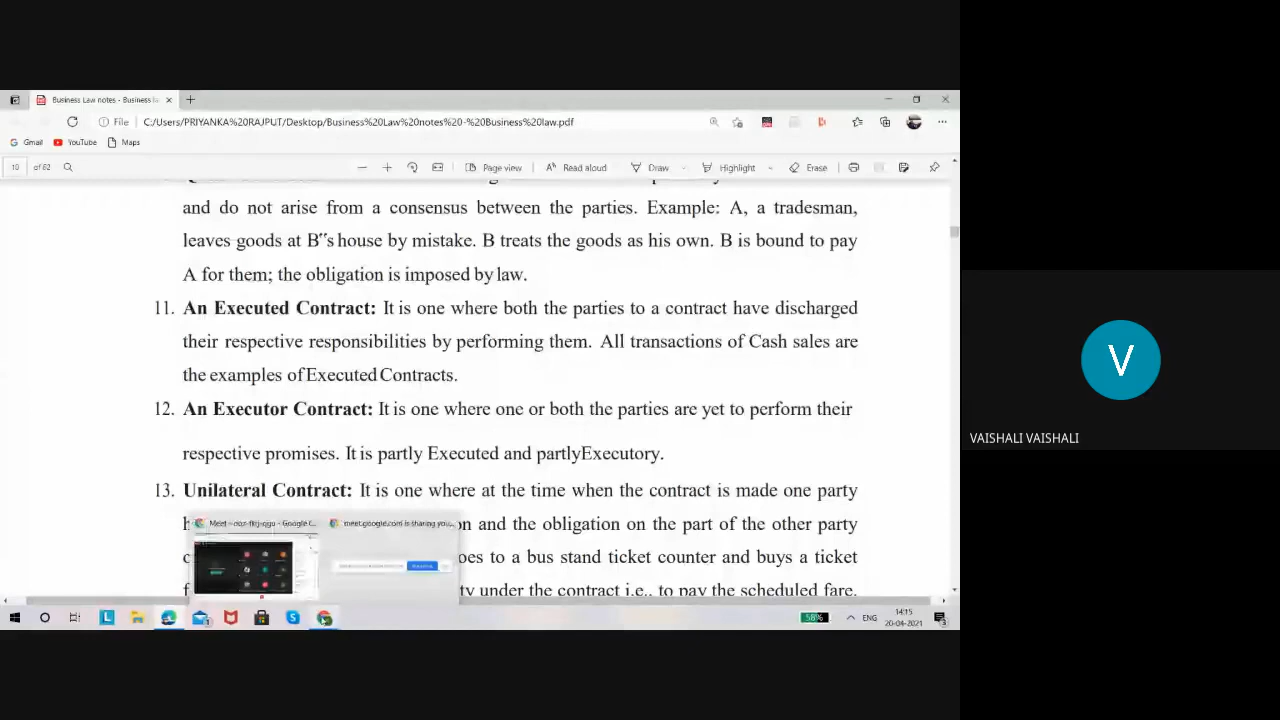 Business Law notes - Business la
File C:/Users/PRIYANKA%20RAJPUT/Desktop/Business%20Law%20notes%20-%20Business%20law.pdf
Gmail YouTube Maps
10 of 62 Page view Read aloud Draw Highlight Erase
and do not arise from a consensus between the parties. Example: A, a tradesman,
leaves goods at B‟s house by mistake. B treats the goods as his own. B is bound to pay
A for them; the obligation is imposed by law.
11. An Executed Contract: It is one where both the parties to a contract have discharged
their respective responsibilities by performing them. All transactions of Cash sales are
the examples of Executed Contracts.
12. An Executor Contract: It is one where one or both the parties are yet to perform their
respective promises. It is partly Executed and partlyExecutory.
13. Unilateral Contract: It is one where at the time when the contract is made one party
on and the obligation on the part of the other party
oes to a bus stand ticket counter and buys a ticket
ty under the contract i.e., to pay the scheduled fare.
meet.google.com is sharing you...
58% ENG 14:15
20-04-2021
V
VAISHALI VAISHALI